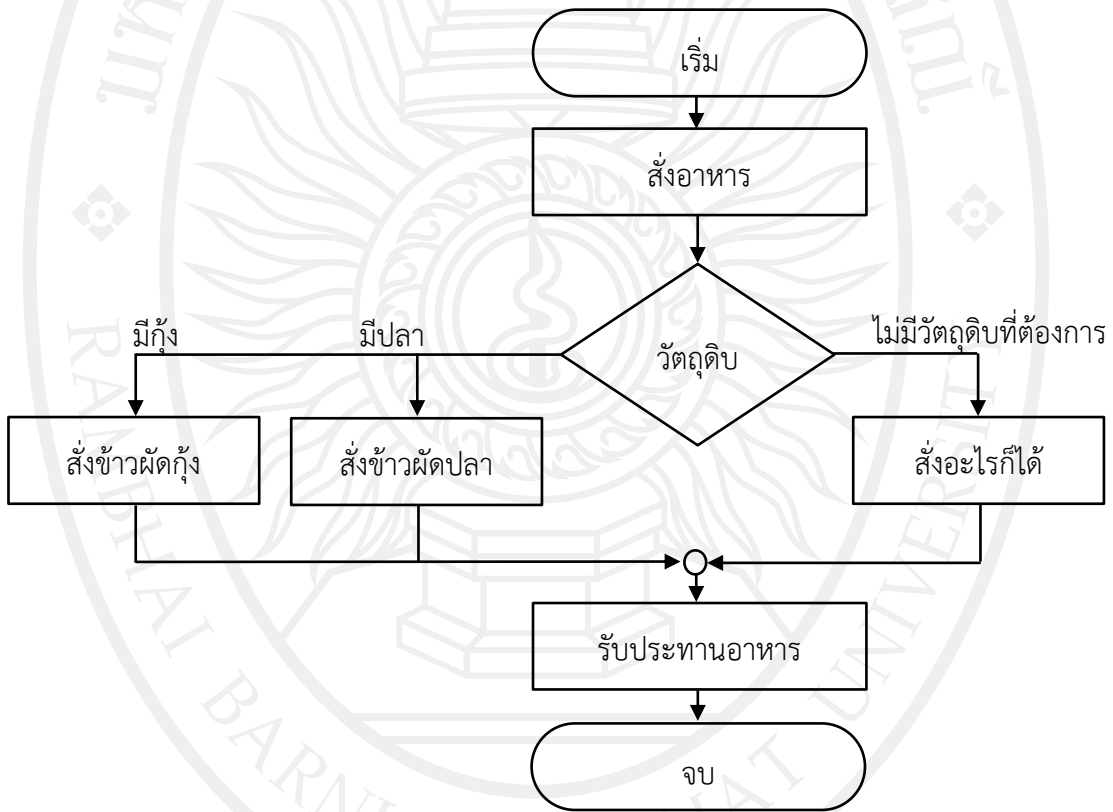 เริ่ม
สั่งอาหาร
วัตถุดิบ
มีกุ้ง
มีปลา
ไม่มีวัตถุดิบที่ต้องการ
สั่งข้าวผัดกุ้ง
สั่งข้าวผัดปลา
สั่งอะไรก็ได้
รับประทานอาหาร
จบ